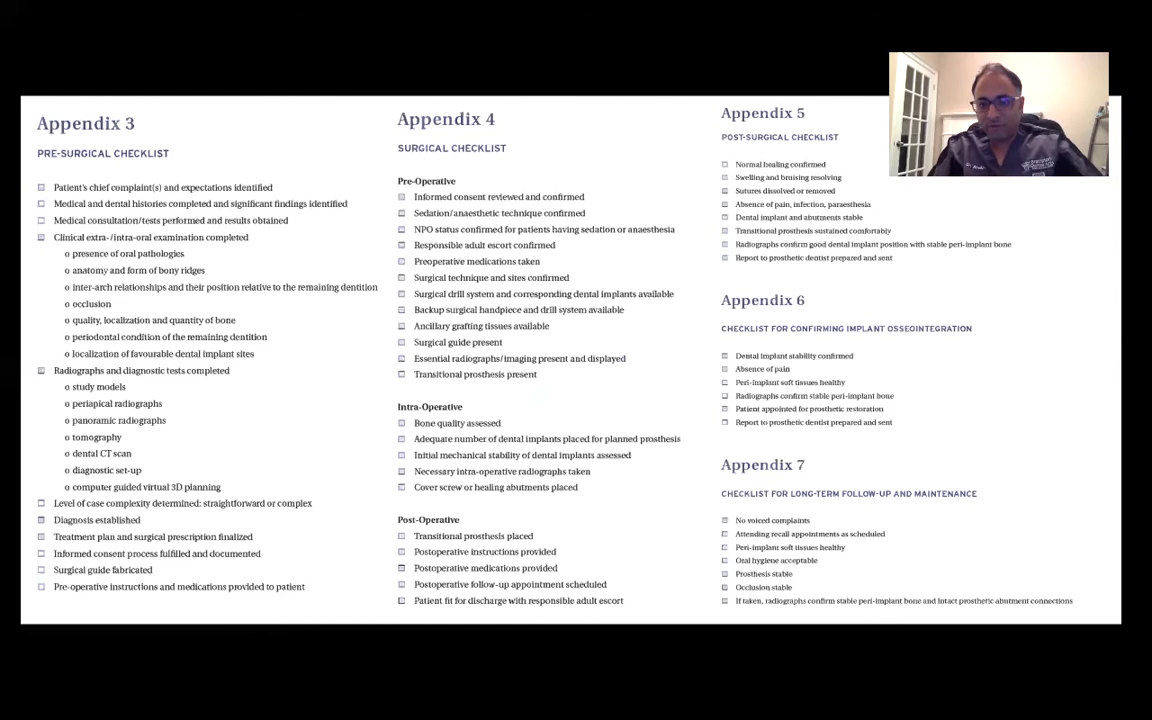 Appendix 3
PRE-SURGICAL CHECKLIST
Patient's chief complaint(s) and expectations identified
Medical and dental histories completed and significant findings identified
Medical consultation/tests performed and results obtained
Clinical extra-/intra-oral examination completed
o presence of oral pathologies
o anatomy and form of bony ridges
o inter-arch relationships and their position relative to the remaining dentition
o occlusion
o quality, localization and quantity of bone
o periodontal condition of the remaining dentition
o localization of favourable dental implant sites
Radiographs and diagnostic tests completed
o study models
o periapical radiographs
o panoramic radiographs
o tomography
o dental CT scan
o diagnostic set-up
o computer guided virtual 3D planning
Level of case complexity determined: straightforward or complex
Diagnosis established
Treatment plan and surgical prescription finalized
Informed consent process fulfilled and documented
Surgical guide fabricated
Pre-operative instructions and medications provided to patient
Appendix 4
SURGICAL CHECKLIST
Pre-Operative
Informed consent reviewed and confirmed
Sedation/anaesthetic technique confirmed
NPO status confirmed for patients having sedation or anaesthesia
Responsible adult escort confirmed
Preoperative medications taken
Surgical technique and sites confirmed
Surgical drill system and corresponding dental implants available
Backup surgical handpiece and drill system available
Ancillary grafting tissues available
Surgical guide present
Essential radiographs/imaging present and displayed
Transitional prosthesis present
Intra-Operative
Bone quality assessed
Adequate number of dental implants placed for planned prosthesis
Initial mechanical stability of dental implants assessed
Necessary intra-operative radiographs taken
Cover screw or healing abutments placed
Post-Operative
Transitional prosthesis placed
Postoperative instructions provided
Postoperative medications provided
Postoperative follow-up appointment scheduled
Patient fit for discharge with responsible adult escort
Appendix 5
POST-SURGICAL CHECKLIST
Normal healing confirmed
Swelling and bruising resolving
Sutures dissolved or removed
Absence of pain, infection, paraesthesia
Dental implant and abutments stable
Transitional prosthesis sustained comfortably
Radiographs confirm good dental implant position with stable peri-implant bone
Report to prosthetic dentist prepared and sent
Appendix 6
CHECKLIST FOR CONFIRMING IMPLANT OSSEOINTEGRATION
Dental implant stability confirmed
Absence of pain
Peri-implant soft tissues healthy
Radiographs confirm stable peri-implant bone
Patient appointed for prosthetic restoration
Report to prosthetic dentist prepared and sent
Appendix 7
CHECKLIST FOR LONG-TERM FOLLOW-UP AND MAINTENANCE
No voiced complaints
Attending recall appointments as scheduled
Peri-implant soft tissues healthy
Oral hygiene acceptable
Prosthesis stable
Occlusion stable
If taken, radiographs confirm stable peri-implant bone and intact prosthetic abutment connections